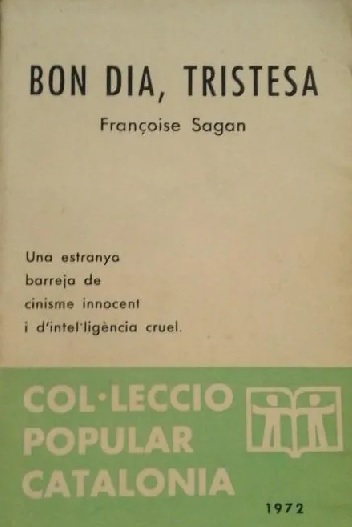 BON DIA, TRISTESA
Françoise Sagan
Una estranya
barreja de
cinisme innocent
i d'intel·ligència cruel.
COL·LECCIO
POPULAR
CATALONIA
1972